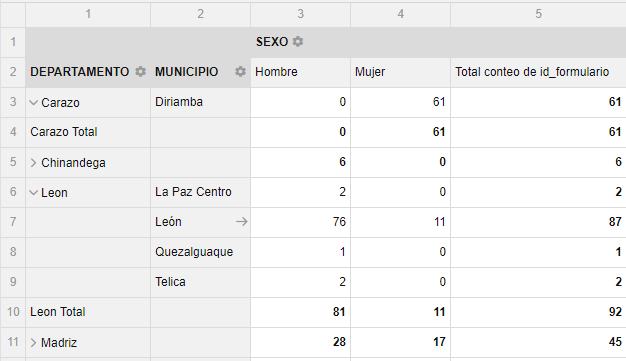 1 2 3 4 5
1 SEXO
2 DEPARTAMENTO MUNICIPIO Hombre Mujer Total conteo de id_formulario
3 Carazo Diriamba 0 61 61
4 Carazo Total 0 61 61
5 Chinandega 6 0 6
6 Leon La Paz Centro 2 0 2
7 León 76 11 87
8 Quezalguaque 1 0 1
9 Telica 2 0 2
10 Leon Total 81 11 92
11 Madriz 28 17 45